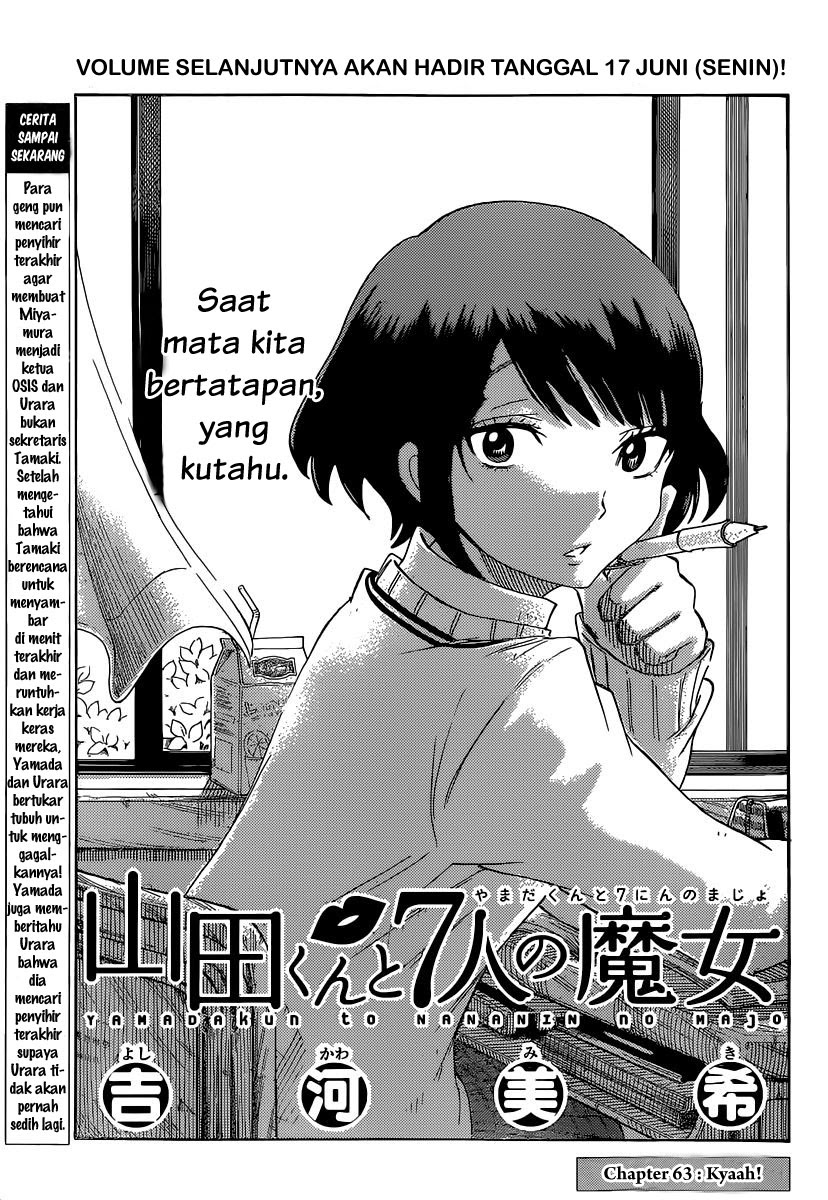 VOLUME SELANJUTNYA AKAN HADIR TANGGAL 17 JUNI (SENIN)!
CERITA
SAMPAI
SEKARANG
Para
geng pun
mencari
penyihir
terakhir
agar
membuat
Miya-
mura
menjadi
ketua
OSIS dan
Urara
bukan
sekretaris
Tamaki.
Setelah
menge-
tahui
bahwa
Tamaki
berencana
untuk
menyam-
bar
di menit
terakhir
dan me-
runtuh-
kan kerja
keras
mereka,
Yamada
dan Urara
bertukar
tubuh un-
tuk meng-
gagal-
kannya!
Yamada
juga mem-
beritahu
Urara
bahwa
dia
mencari
penyihir
terakhir
supaya
Urara ti-
dak akan
pernah
sedih lagi.
Saat
mata kita
bertatapan,
yang
kutahu.
やまだくんと7にんのまじょ
山田くんと7人の魔女
YAMADAKUN to NANANIN no MAJO
よし かわ み き
吉河美希
Chapter 63 : Kyaah!